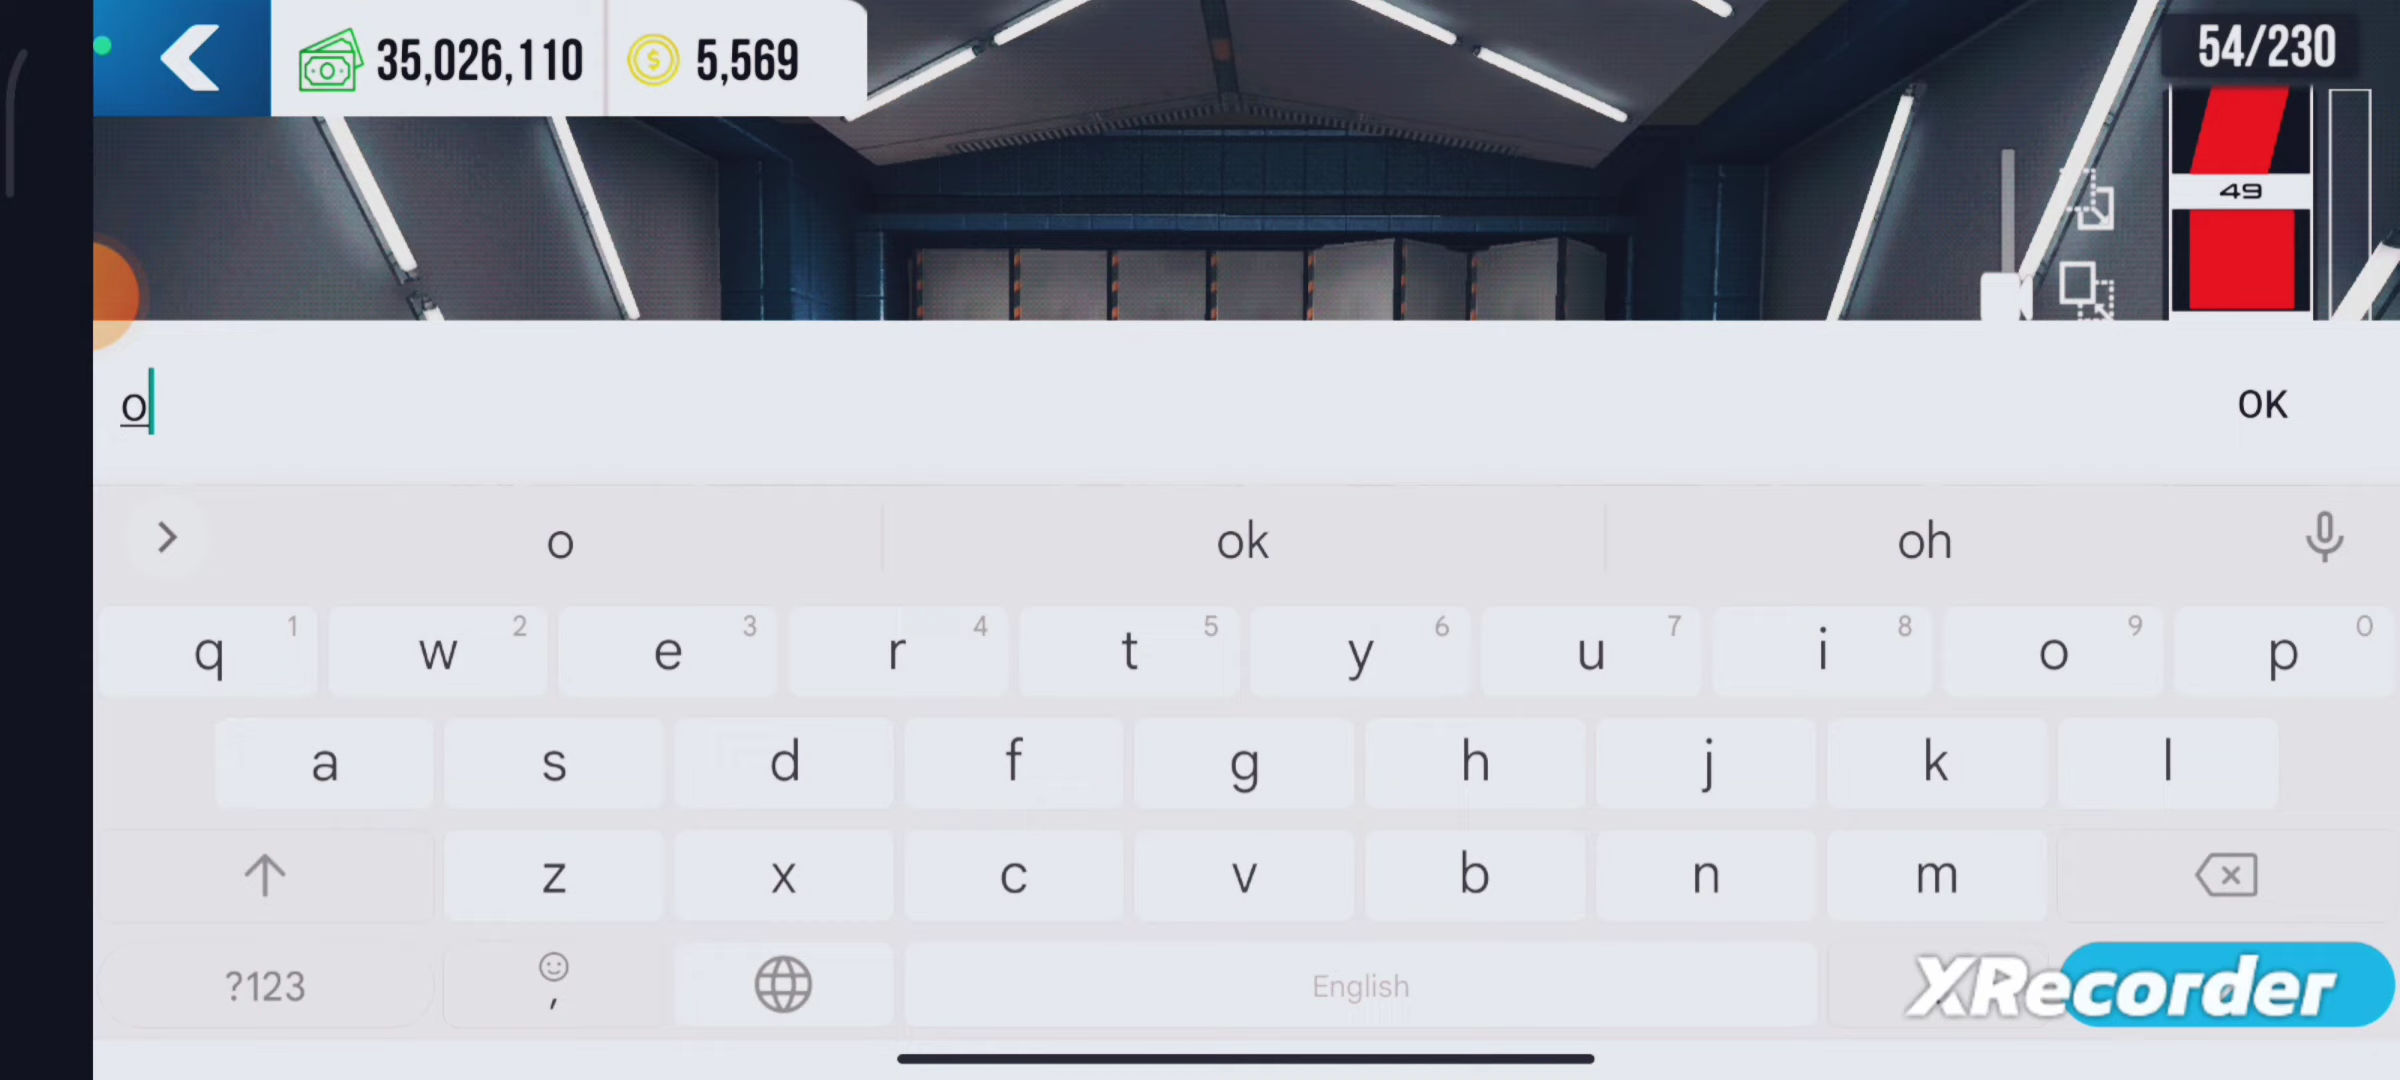 35,026,110 5,569
54/230
49
o
OK
o ok oh
q 1 w 2 e 3 r 4 t 5 y 6 u 7 i 8 o 9 p 0
a s d f g h j k l
z x c v b n m
?123 , English
XRecorder